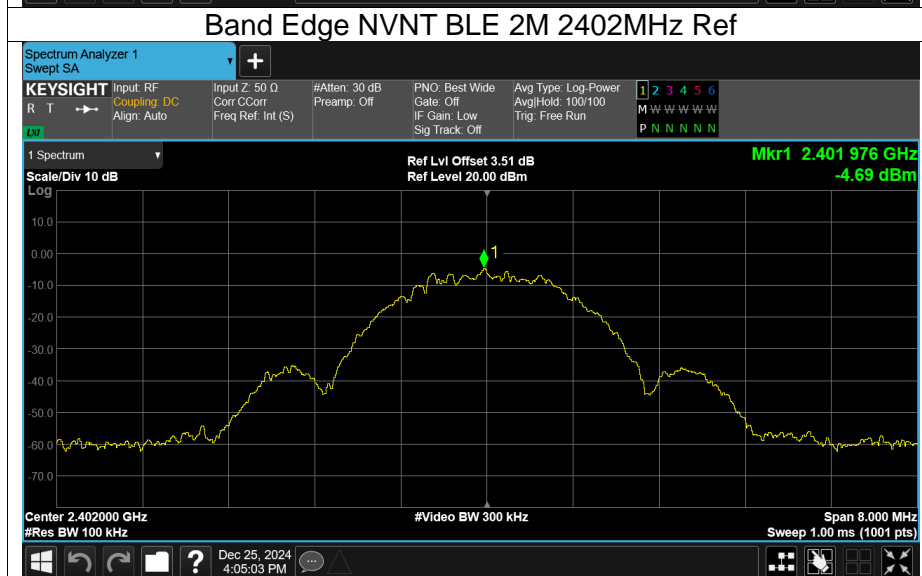 Band Edge NVNT BLE 2M 2402MHz Ref
Spectrum Analyzer 1
Swept SA
+
KEYSIGHT Input: RF Input Z: 50 Ω #Atten: 30 dB PNO: Best Wide Avg Type: Log-Power 1 2 3 4 5 6
R T Coupling: DC Corr CCorr Preamp: Off Gate: Off Avg|Hold: 100/100 M W W W W W
Align: Auto Freq Ref: Int (S) IF Gain: Low Trig: Free Run
LXI Sig Track: Off P N N N N N
1 Spectrum Ref Lvl Offset 3.51 dB Mkr1 2.401 976 GHz
Scale/Div 10 dB Ref Level 20.00 dBm -4.69 dBm
Log
10.0
0.00
1
-10.0
-20.0
-30.0
-40.0
-50.0
-60.0
-70.0
Center 2.402000 GHz #Video BW 300 kHz Span 8.000 MHz
#Res BW 100 kHz Sweep 1.00 ms (1001 pts)
? Dec 25, 2024
4:05:03 PM